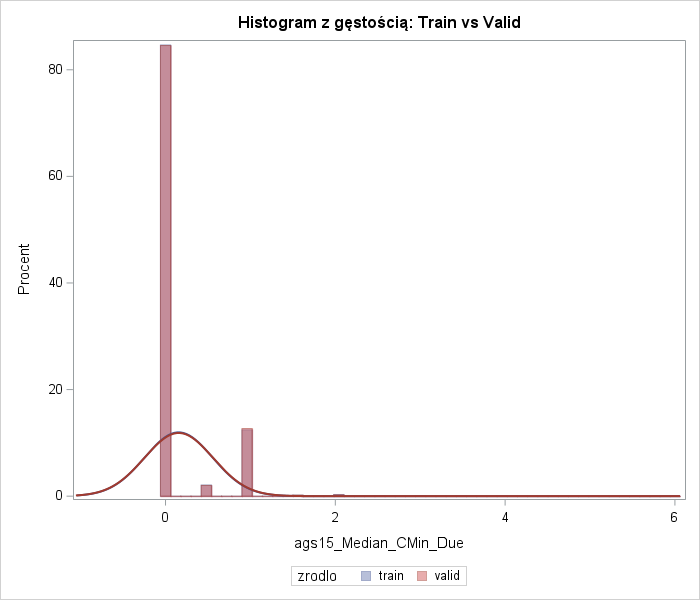 Histogram z gęstością: Train vs Valid
80
60
40
20
0
Procent
0 2 4 6
ags15_Median_CMin_Due
zrodlo train valid